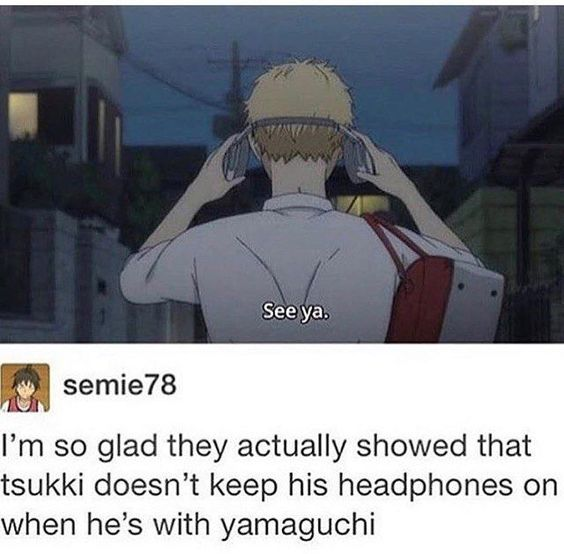 See ya.
semie78
I'm so glad they actually showed that
tsukki doesn't keep his headphones on
when he's with yamaguchi